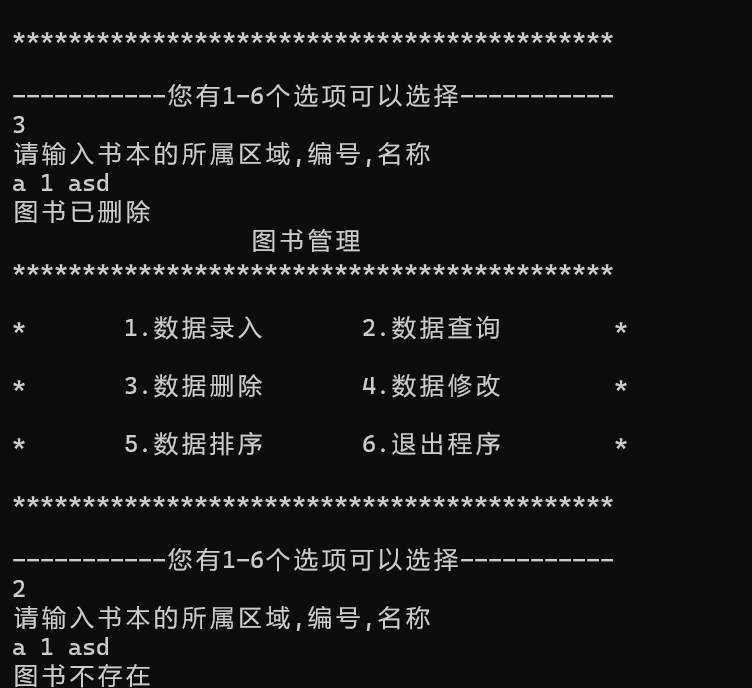 *******************************************
-----------您有1-6个选项可以选择-----------
3
请输入书本的所属区域,编号,名称
a 1 asd
图书已删除
图书管理
*******************************************
* 1.数据录入 2.数据查询 *
* 3.数据删除 4.数据修改 *
* 5.数据排序 6.退出程序 *
*******************************************
-----------您有1-6个选项可以选择-----------
2
请输入书本的所属区域,编号,名称
a 1 asd
图书不存在